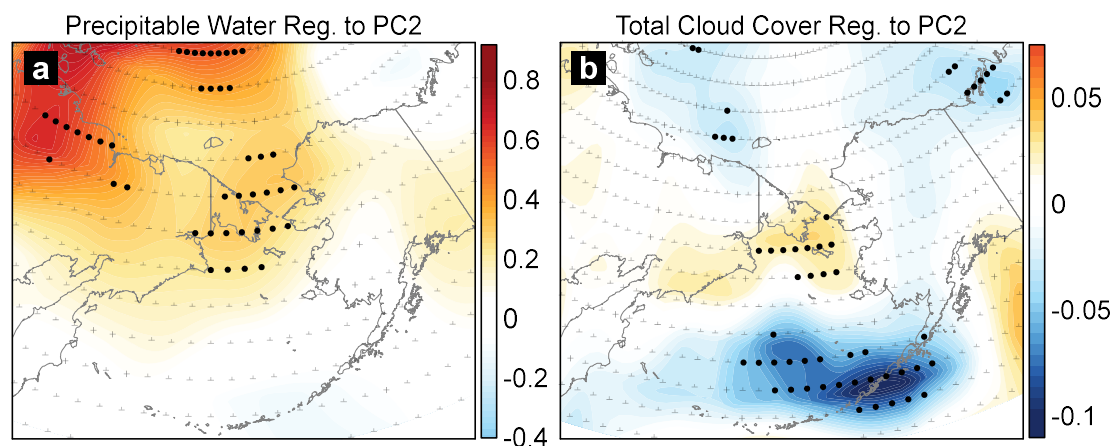 Precipitable Water Reg. to PC2
a
0.8
0.6
0.4
0.2
0
-0.2
-0.4
Total Cloud Cover Reg. to PC2
b
0.05
0
-0.05
-0.1